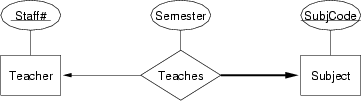 Staff#
Semester
SubjCode
Teacher
Teaches
Subject